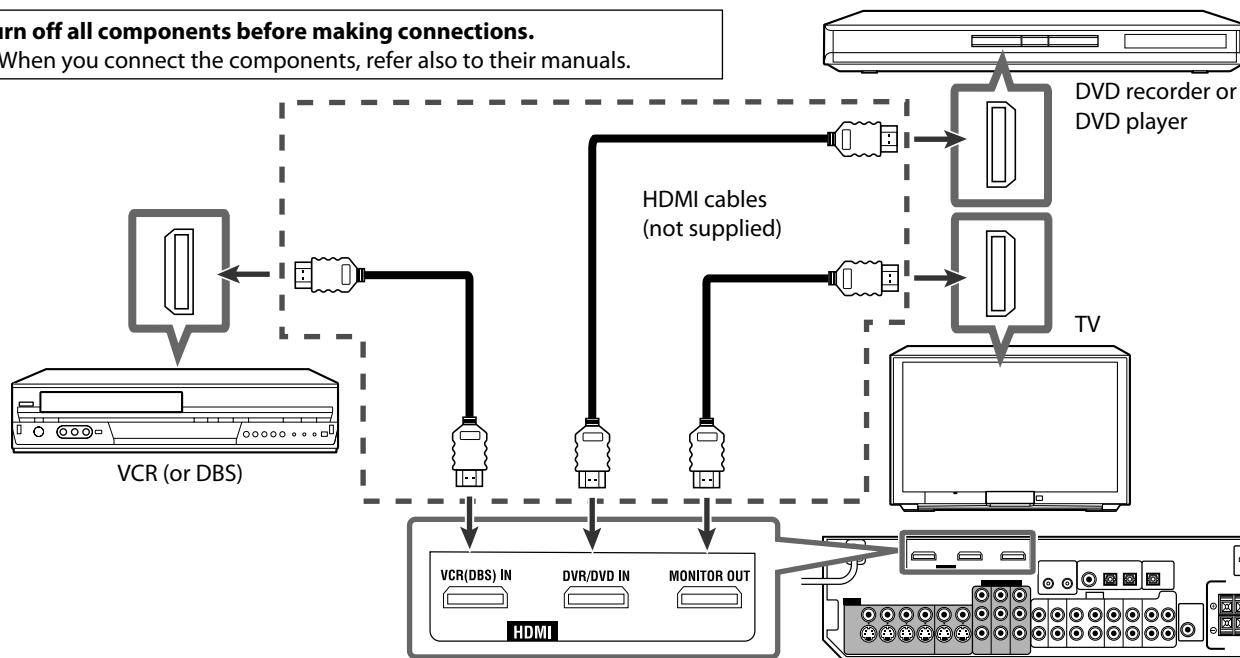 urn off all components before making connections.
When you connect the components, refer also to their manuals.
DVD recorder or
DVD player
HDMI cables
(not supplied)
TV
VCR (or DBS)
VCR(DBS) IN
DVR/DVD IN
MONITOR OUT
HDMI